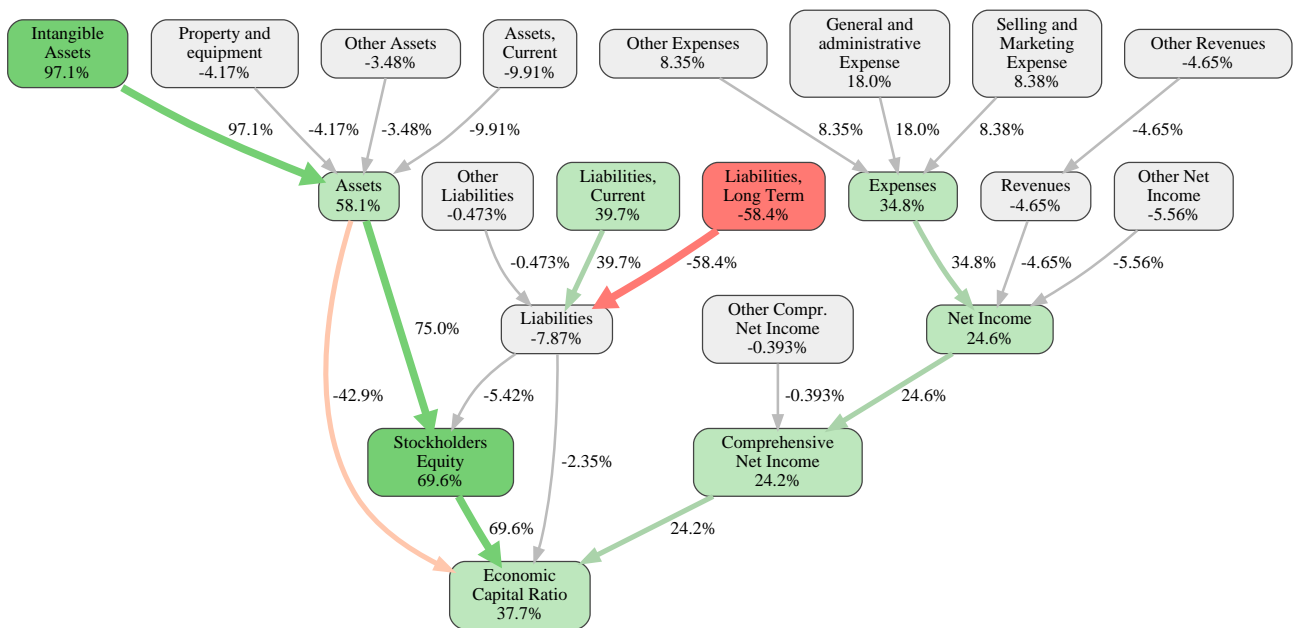 Intangible
Assets
97.1%
Property and
equipment
-4.17%
Other Assets
-3.48%
Assets,
Current
-9.91%
Other Expenses
8.35%
General and
administrative
Expense
18.0%
Selling and
Marketing
Expense
8.38%
Other Revenues
-4.65%
97.1%
-4.17%
-3.48%
-9.91%
8.35%
18.0%
8.38%
-4.65%
Assets
58.1%
Other
Liabilities
-0.473%
Liabilities,
Current
39.7%
Liabilities,
Long Term
-58.4%
Expenses
34.8%
Revenues
-4.65%
Other Net
Income
-5.56%
-0.473%
39.7%
-58.4%
34.8%
-4.65%
-5.56%
75.0%
Liabilities
-7.87%
Other Compr.
Net Income
-0.393%
Net Income
24.6%
-42.9%
-5.42%
-0.393%
24.6%
Stockholders
Equity
69.6%
-2.35%
Comprehensive
Net Income
24.2%
69.6%
24.2%
Economic
Capital Ratio
37.7%